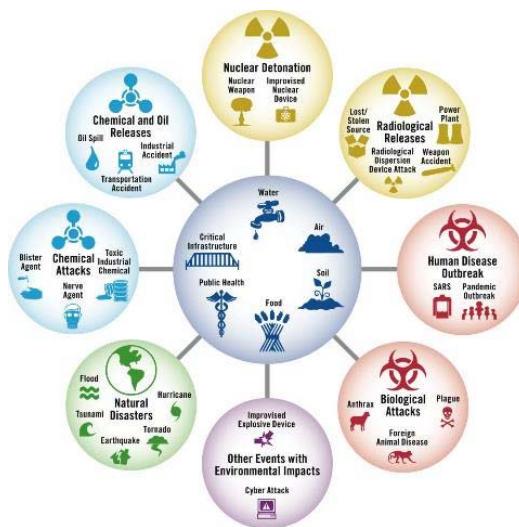 Nuclear Detonation
Nuclear
Weapon
Improvised
Nuclear
Device
Lost/
Stolen
Source
Power
Plant
Radiological
Releases
Radiological
Dispersion
Device Attack
Weapon
Accident
Human Disease
Outbreak
SARS
Pandemic
Outbreak
Biological
Attacks
Anthrax
Plague
Foreign
Animal Disease
Improvised
Explosive Device
Other Events with
Environmental Impacts
Cyber Attack
Natural
Disasters
Flood
Hurricane
Tsunami
Tornado
Earthquake
Chemical
Attacks
Blister
Agent
Toxic
Industrial
Chemical
Nerve
Agent
Chemical and Oil
Releases
Oil Spill
Industrial
Accident
Transportation
Accident
Water
Air
Critical
Infrastructure
Soil
Public Health
Food